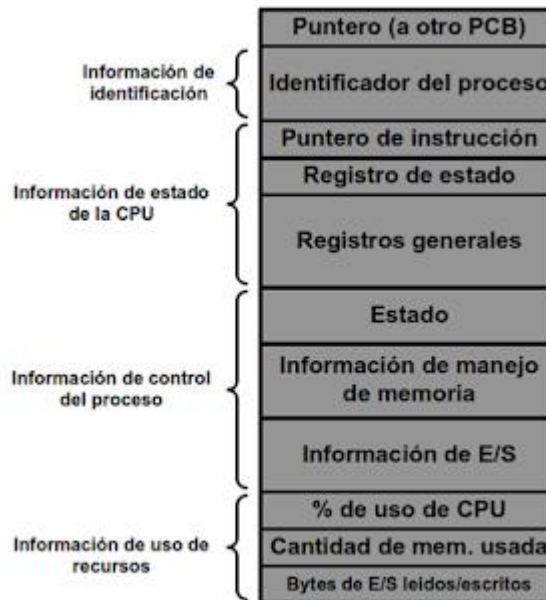 Puntero (a otro PCB)
Información de
identificación
Identificador del proceso
Información de estado
de la CPU
Puntero de instrucción
Registro de estado
Registros generales
Información de control
del proceso
Estado
Información de manejo
de memoria
Información de E/S
Información de uso de
recursos
% de uso de CPU
Cantidad de mem. usada
Bytes de E/S leidos/escritos